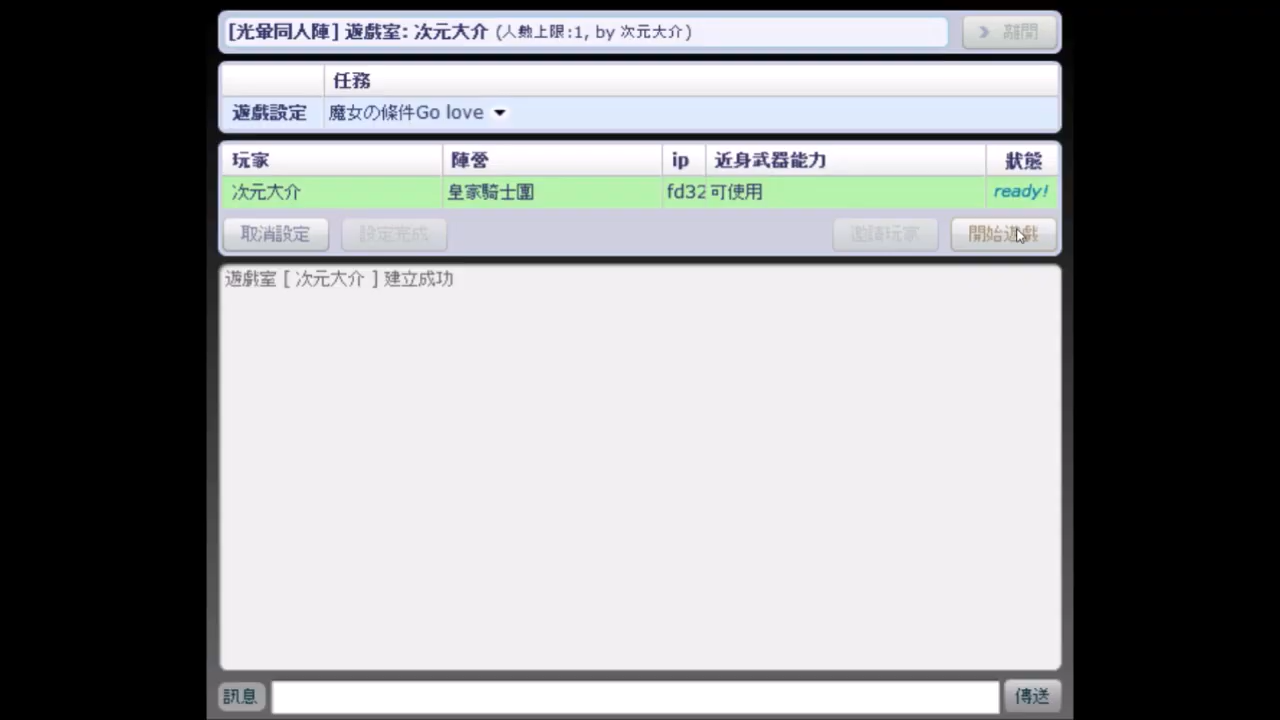 [光暈同人陣] 遊戲室: 次元大介 (人數上限:1, by 次元大介)
離開
任務
遊戲設定 魔女の條件Go love
玩家 陣營 ip 近身武器能力 狀態
次元大介 皇家騎士團 fd32 可使用 ready!
取消設定 設定完成 邀請玩家 開始遊戲
遊戲室 [ 次元大介 ] 建立成功
訊息 傳送